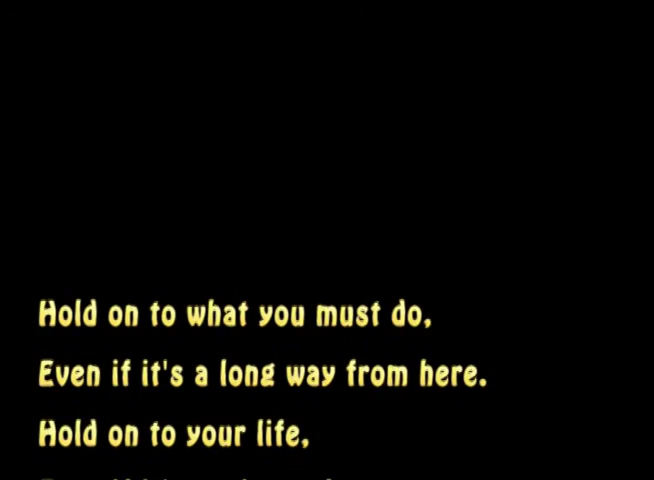 Hold on to what you must do,
Even if it's a long way from here.
Hold on to your life,